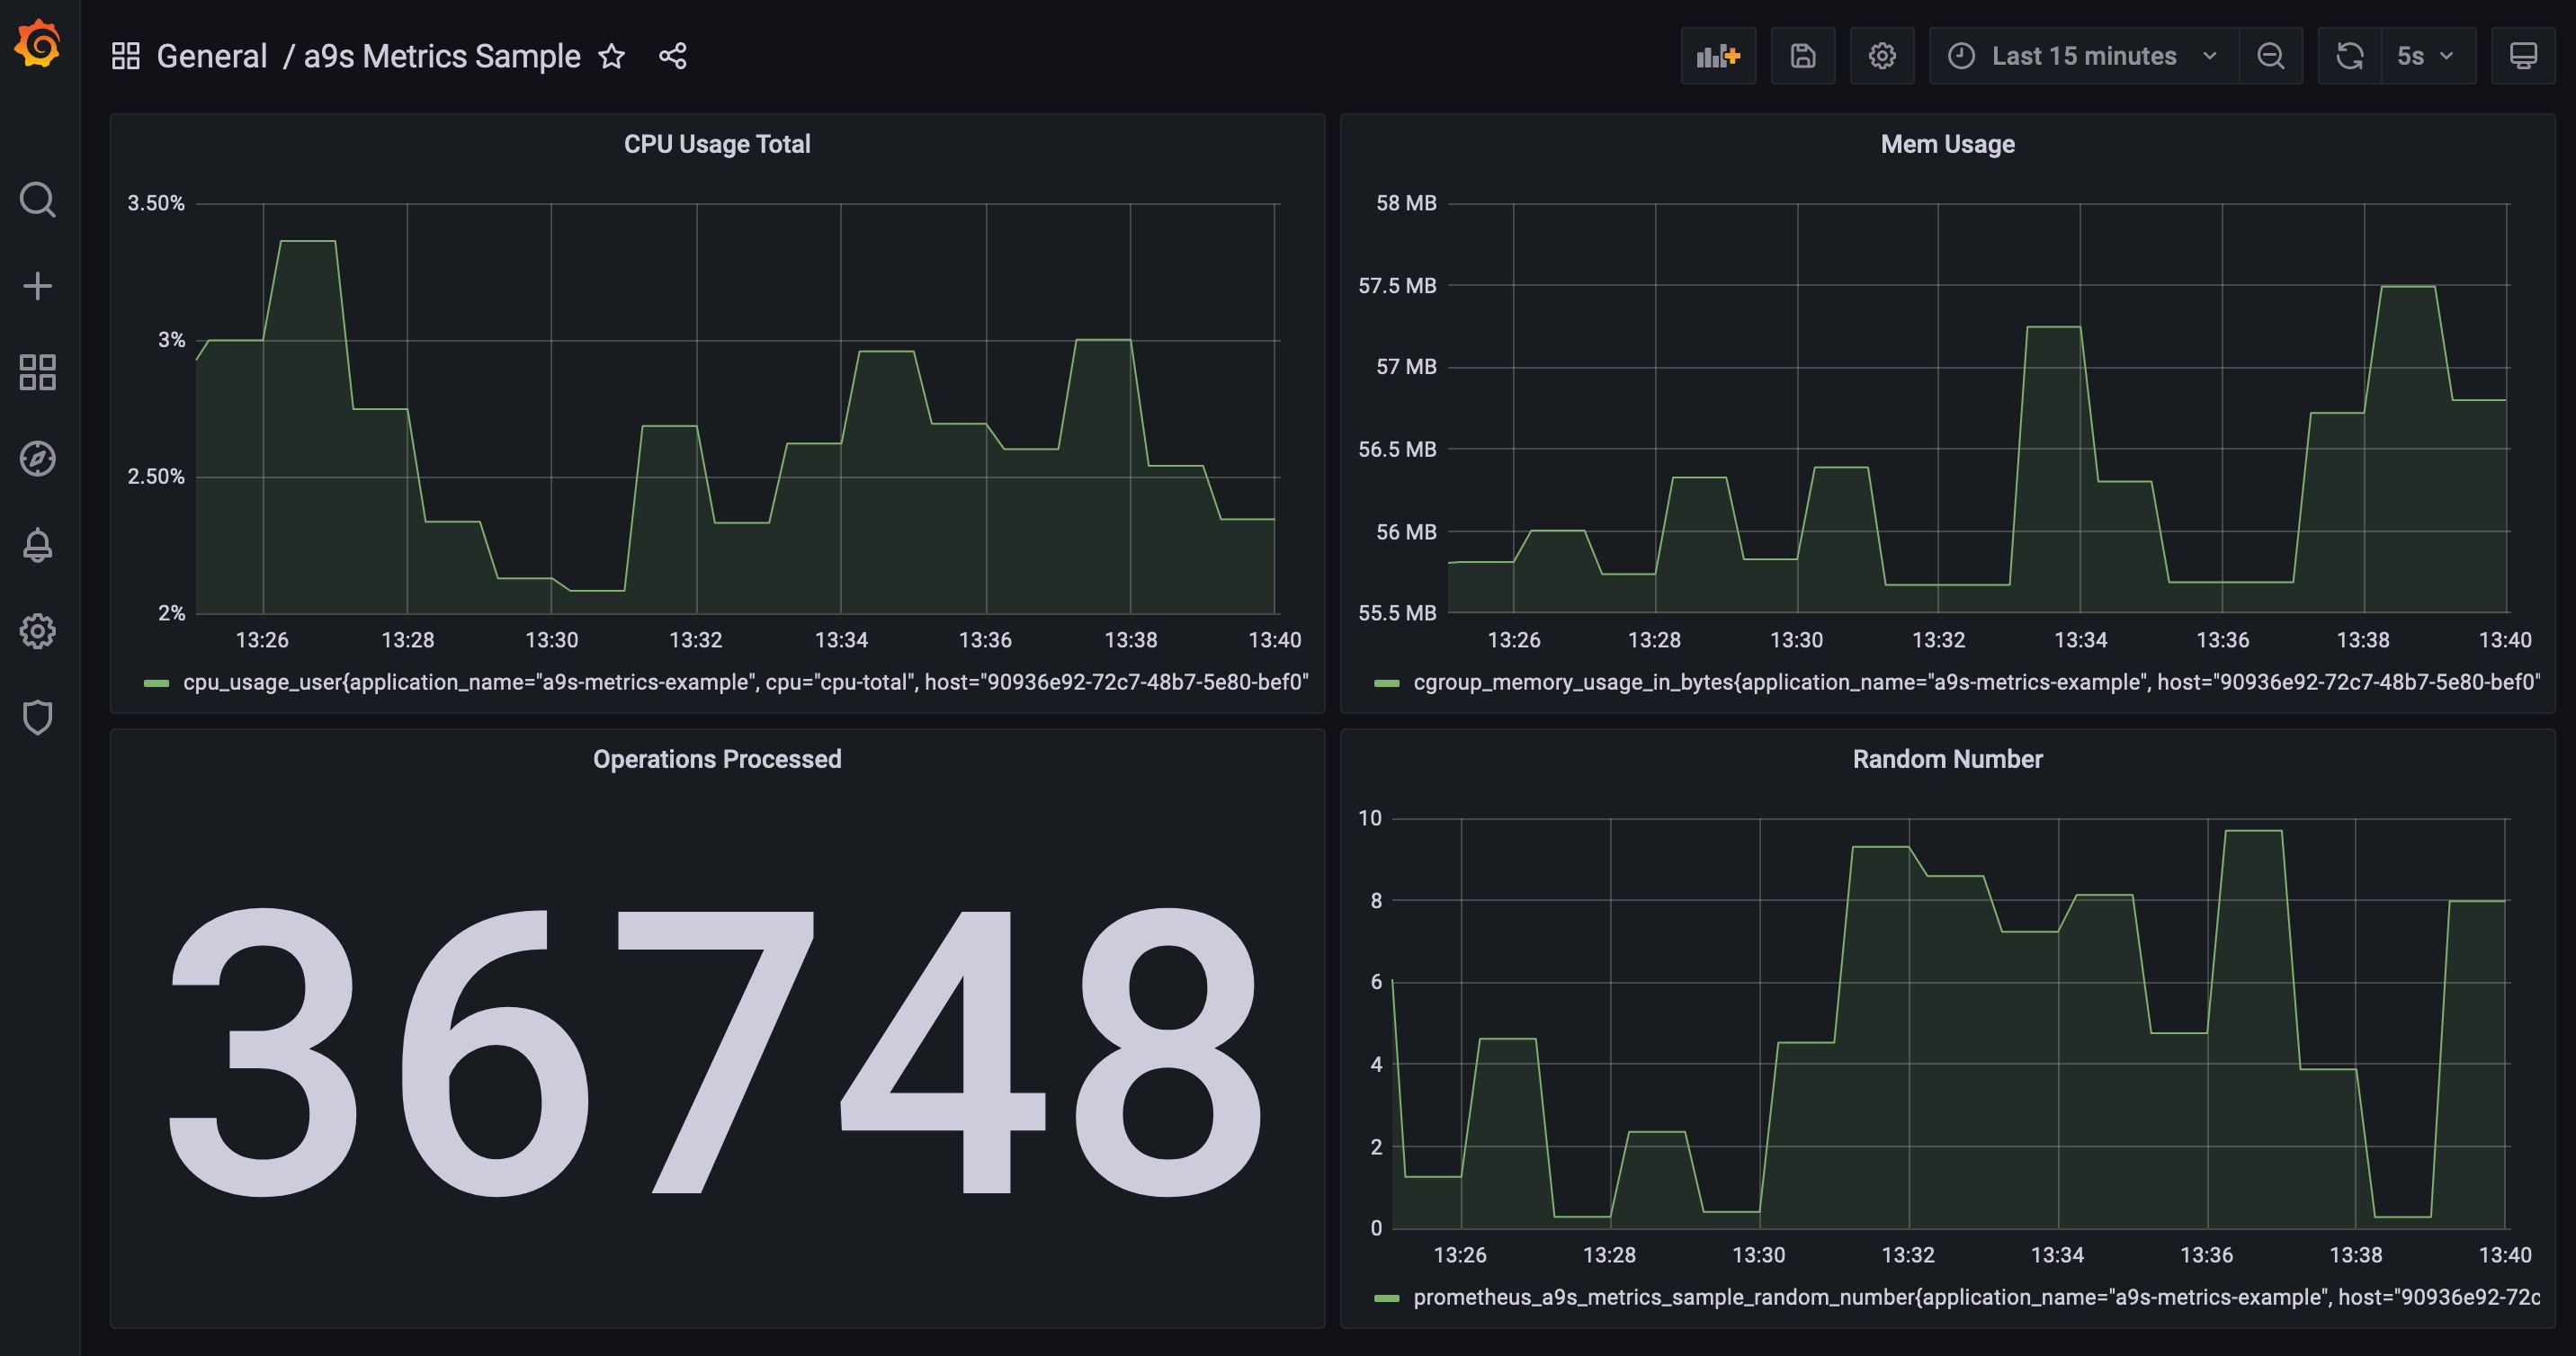 General / a9s Metrics Sample
Last 15 minutes
5s
CPU Usage Total
3.50%
3%
2.50%
2%
13:26 13:28 13:30 13:32 13:34 13:36 13:38 13:40
cpu_usage_user{application_name="a9s-metrics-example", cpu="cpu-total", host="90936e92-72c7-48b7-5e80-bef0"
Mem Usage
58 MB
57.5 MB
57 MB
56.5 MB
56 MB
55.5 MB
13:26 13:28 13:30 13:32 13:34 13:36 13:38 13:40
cgroup_memory_usage_in_bytes{application_name="a9s-metrics-example", host="90936e92-72c7-48b7-5e80-bef0"
Operations Processed
36748
Random Number
10
8
6
4
2
0
13:26 13:28 13:30 13:32 13:34 13:36 13:38 13:40
prometheus_a9s_metrics_sample_random_number{application_name="a9s-metrics-example", host="90936e92-72c